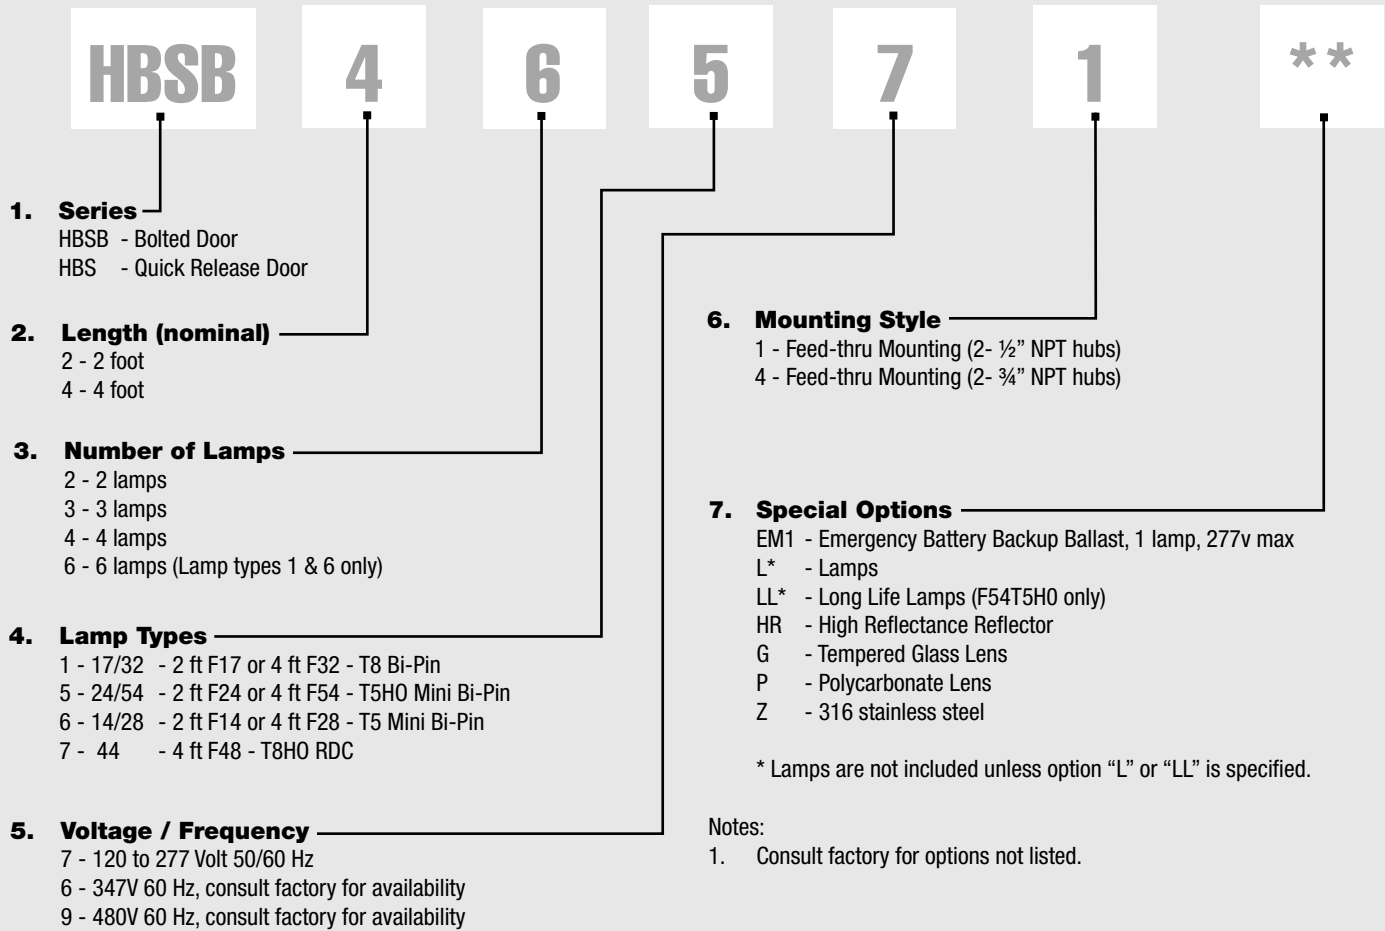 HBSB 4 6 5 7 1 **
1. Series
HBSB - Bolted Door
HBS - Quick Release Door
2. Length (nominal)
2 - 2 foot
4 - 4 foot
3. Number of Lamps
2 - 2 lamps
3 - 3 lamps
4 - 4 lamps
6 - 6 lamps (Lamp types 1 & 6 only)
4. Lamp Types
1 - 17/32 - 2 ft F17 or 4 ft F32 - T8 Bi-Pin
5 - 24/54 - 2 ft F24 or 4 ft F54 - T5HO Mini Bi-Pin
6 - 14/28 - 2 ft F14 or 4 ft F28 - T5 Mini Bi-Pin
7 - 44 - 4 ft F48 - T8HO RDC
5. Voltage / Frequency
7 - 120 to 277 Volt 50/60 Hz
6 - 347V 60 Hz, consult factory for availability
9 - 480V 60 Hz, consult factory for availability
6. Mounting Style
1 - Feed-thru Mounting (2- ½” NPT hubs)
4 - Feed-thru Mounting (2- ¾” NPT hubs)
7. Special Options
EM1 - Emergency Battery Backup Ballast, 1 lamp, 277v max
L* - Lamps
LL* - Long Life Lamps (F54T5H0 only)
HR - High Reflectance Reflector
G - Tempered Glass Lens
P - Polycarbonate Lens
Z - 316 stainless steel
* Lamps are not included unless option “L” or “LL” is specified.
Notes:
1. Consult factory for options not listed.